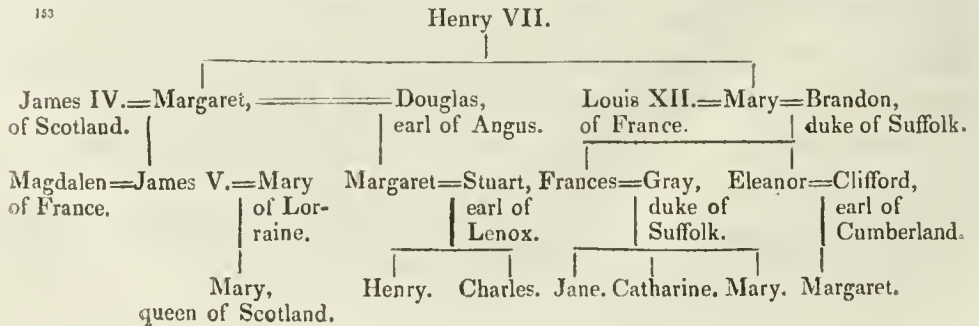 153
Henry VII.
James IV.=Margaret,======Douglas, Louis XII.=Mary=Brandon,
of Scotland. earl of Angus. of France. duke of Suffolk.
Magdalen=James V.=Mary Margaret=Stuart, Frances=Gray, Eleanor=Clifford,
of France. of Lor- earl of duke of earl of
raine. Lenox. Suffolk. Cumberland.
Mary, Henry. Charles. Jane. Catharine. Mary. Margaret.
queen of Scotland.